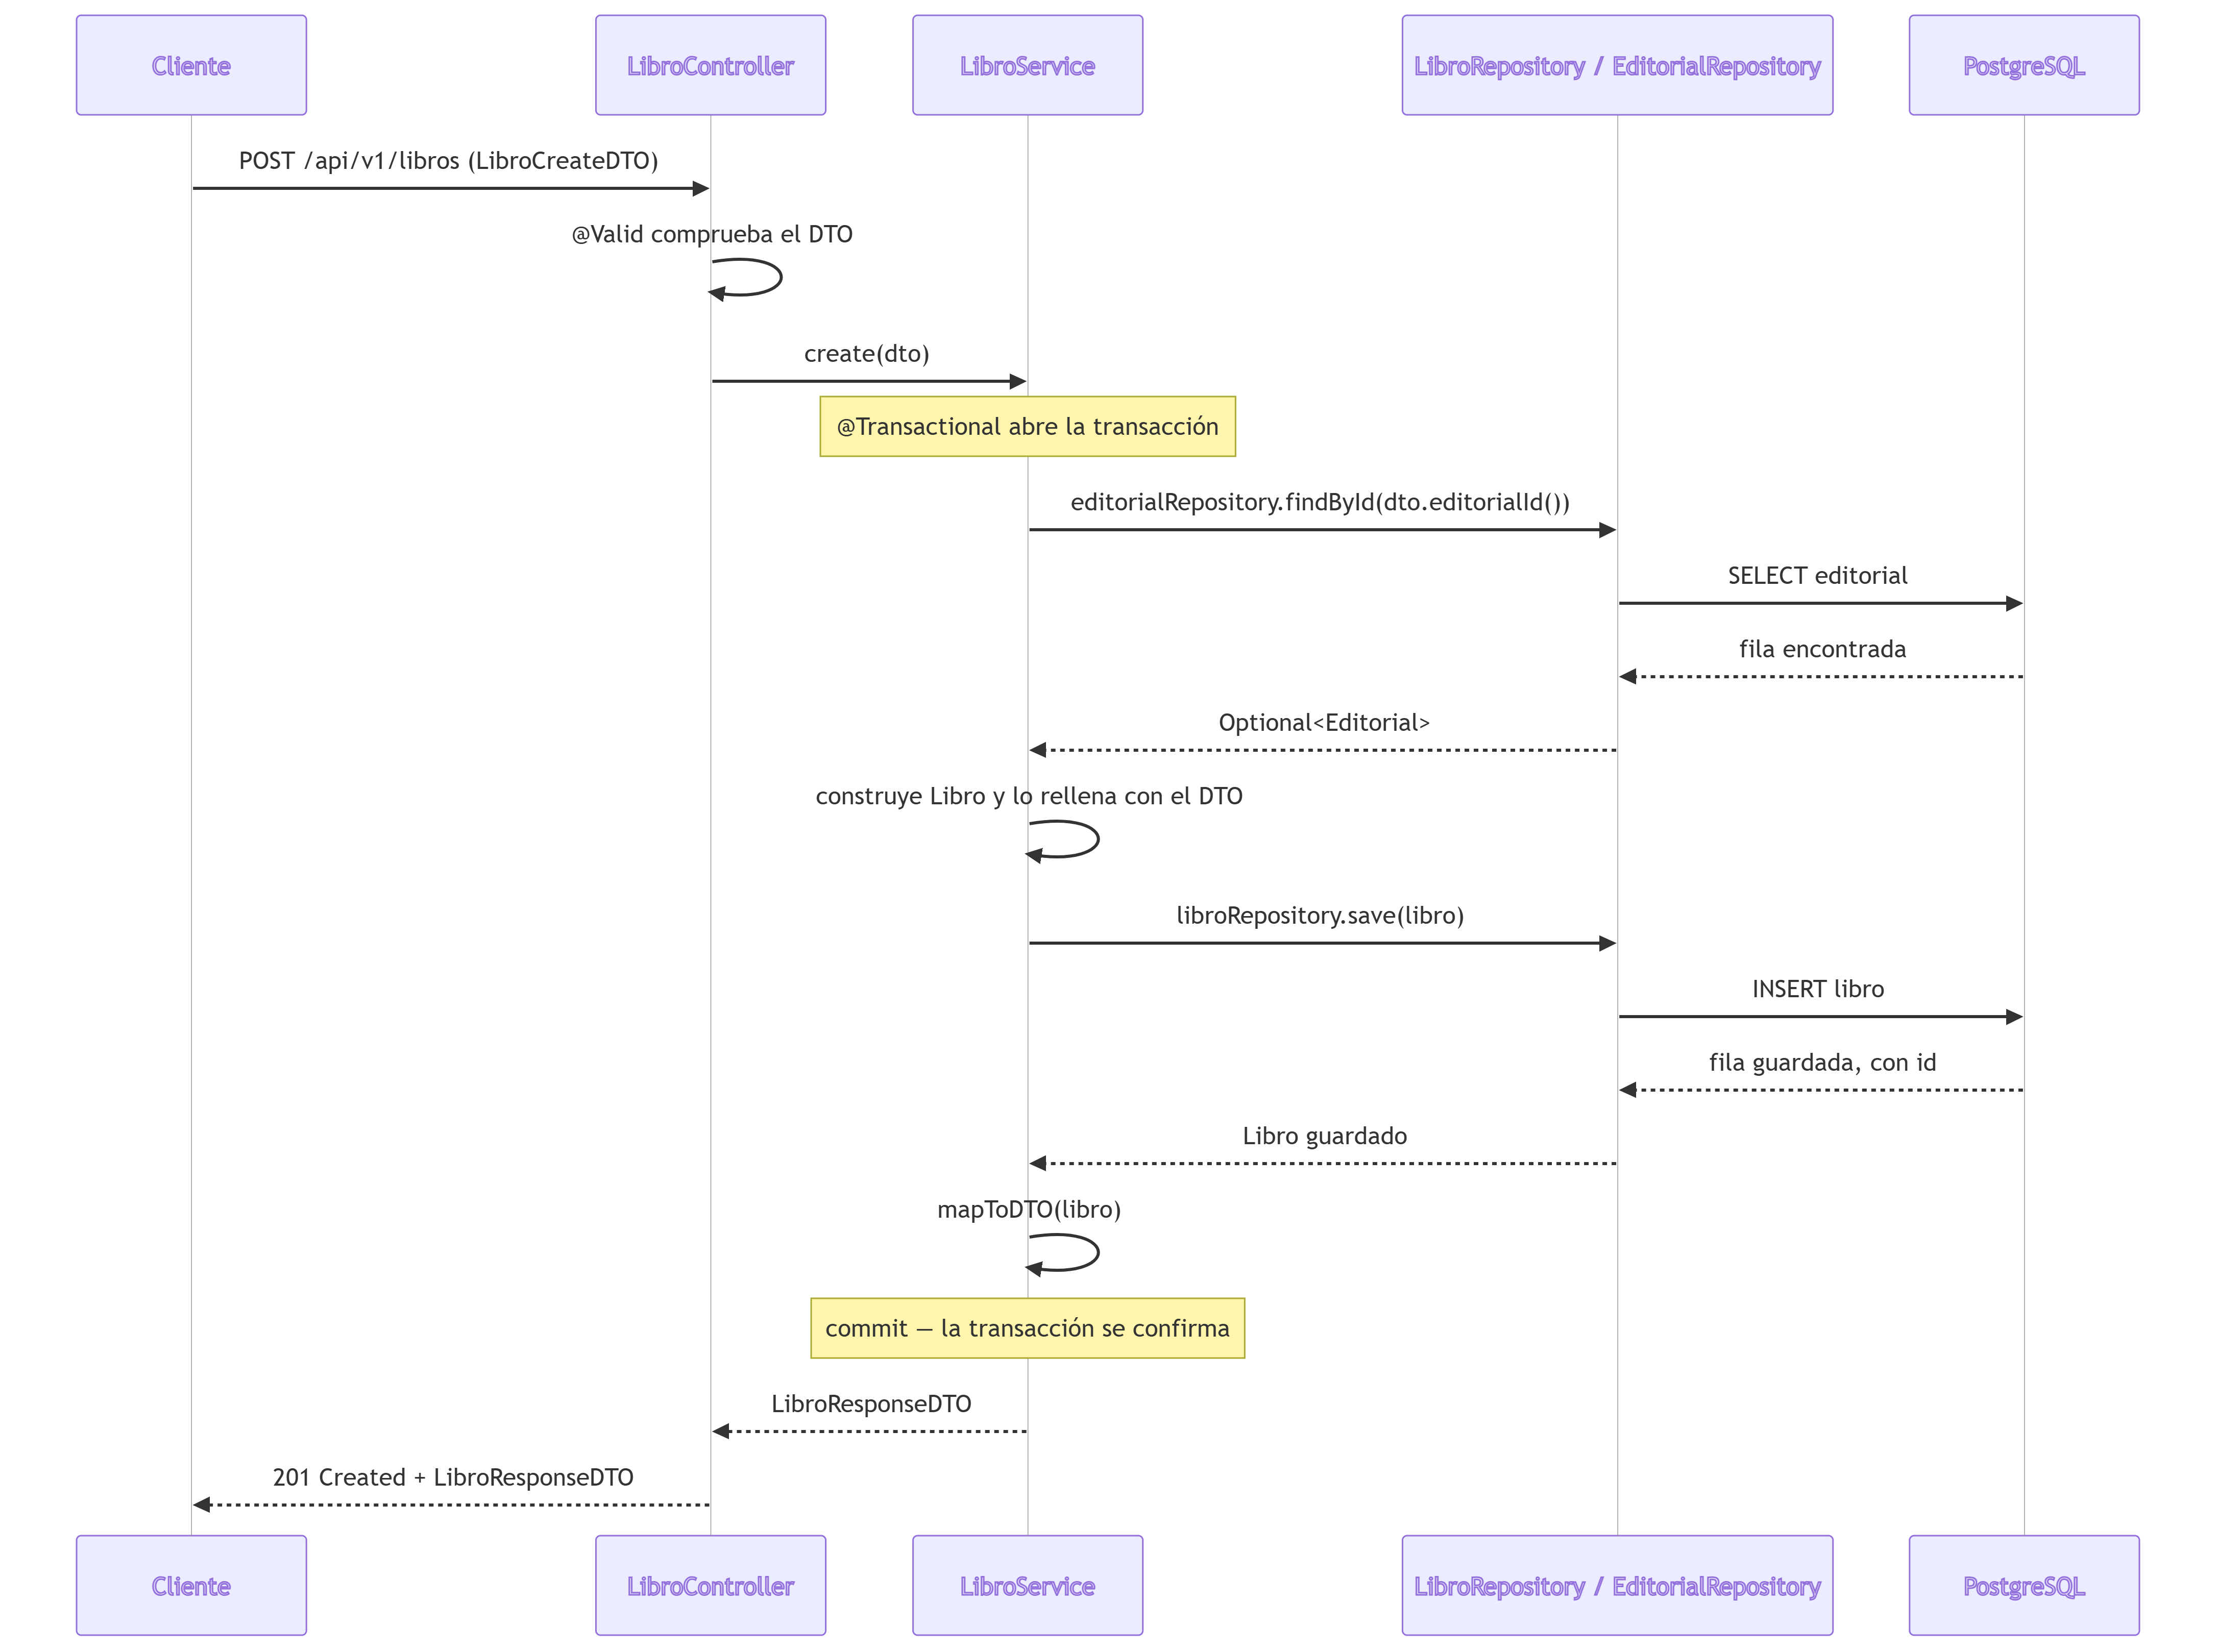 Cliente
LibroController
LibroService
LibroRepository / EditorialRepository
PostgreSQL
POST /api/v1/libros (LibroCreateDTO)
@Valid comprueba el DTO
create(dto)
@Transactional abre la transacción
editorialRepository.findById(dto.editorialId())
SELECT editorial
fila encontrada
Optional<Editorial>
construye Libro y lo rellena con el DTO
libroRepository.save(libro)
INSERT libro
fila guardada, con id
Libro guardado
mapToDTO(libro)
commit — la transacción se confirma
LibroResponseDTO
201 Created + LibroResponseDTO
Cliente
LibroController
LibroService
LibroRepository / EditorialRepository
PostgreSQL